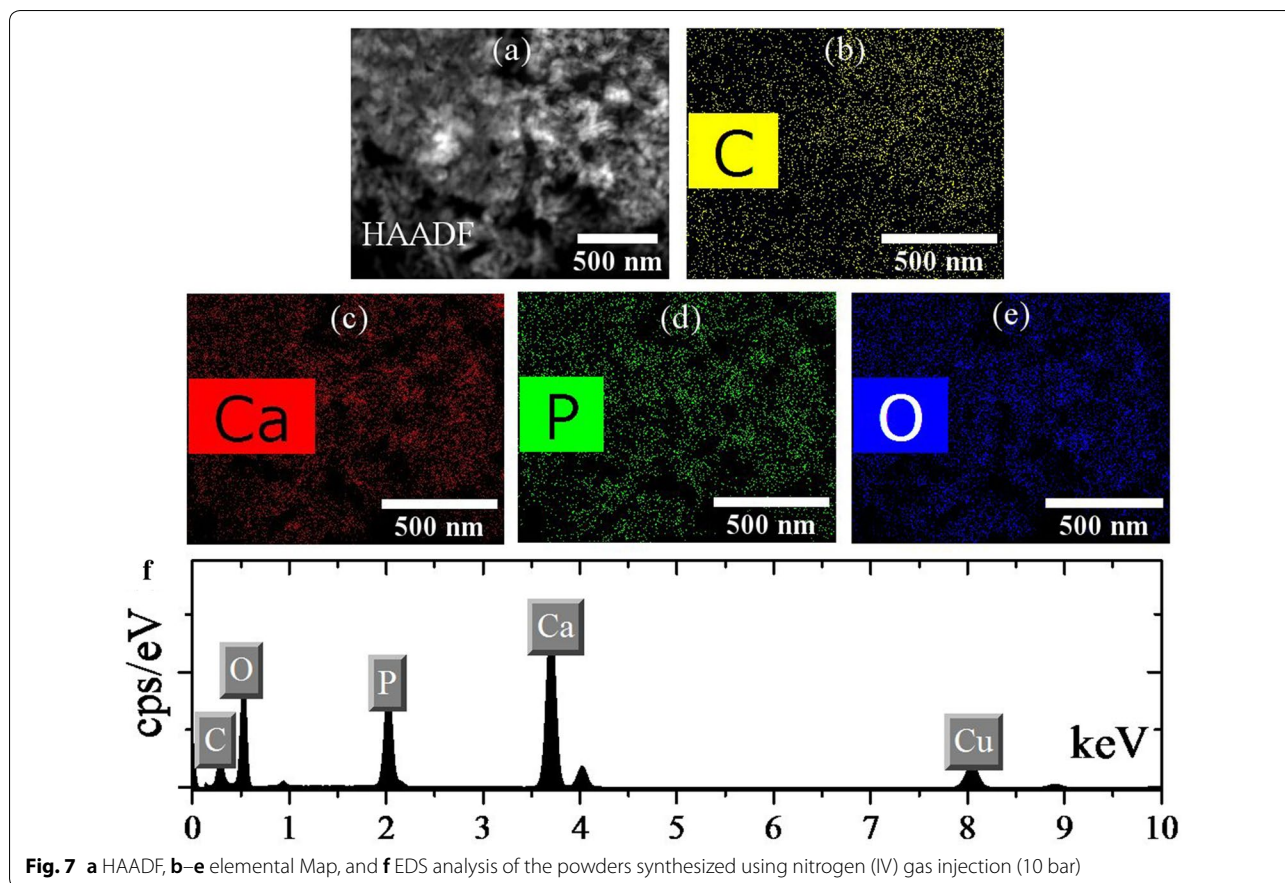 (a)
HAADF
500 nm
(b)
C
500 nm
(c)
Ca
500 nm
(d)
P
500 nm
(e)
O
500 nm
f
cps/eV
C
O
P
Ca
Cu
keV
0 1 2 3 4 5 6 7 8 9 10
Fig. 7 a HAADF, b–e elemental Map, and f EDS analysis of the powders synthesized using nitrogen (IV) gas injection (10 bar)